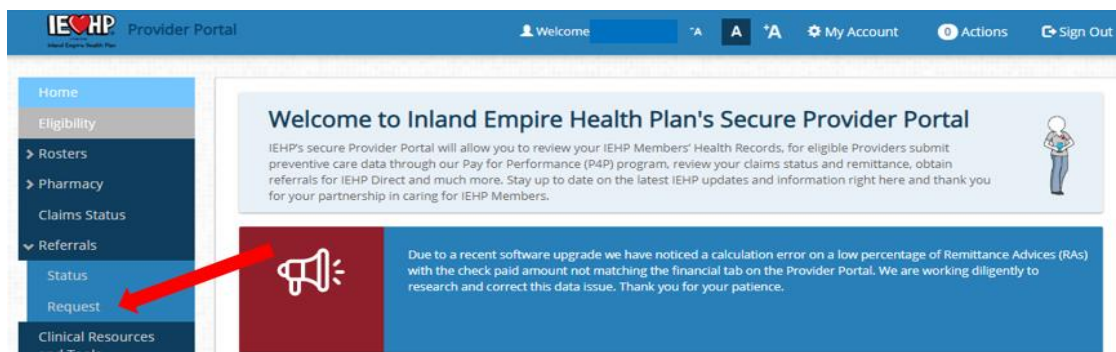 IEHP Provider Portal
Inland Empire Health Plan
Welcome
-A A +A
My Account
0 Actions
Sign Out
Home
Eligibility
Rosters
Pharmacy
Claims Status
Referrals
Status
Request
Clinical Resources
and Tools
Welcome to Inland Empire Health Plan's Secure Provider Portal
IEHP's secure Provider Portal will allow you to review your IEHP Members' Health Records, for eligible Providers submit
preventive care data through our Pay for Performance (P4P) program, review your claims status and remittance, obtain
referrals for IEHP Direct and much more. Stay up to date on the latest IEHP updates and information right here and thank you
for your partnership in caring for IEHP Members.
Due to a recent software upgrade we have noticed a calculation error on a low percentage of Remittance Advices (RAs)
with the check paid amount not matching the financial tab on the Provider Portal. We are working diligently to
research and correct this data issue. Thank you for your patience.